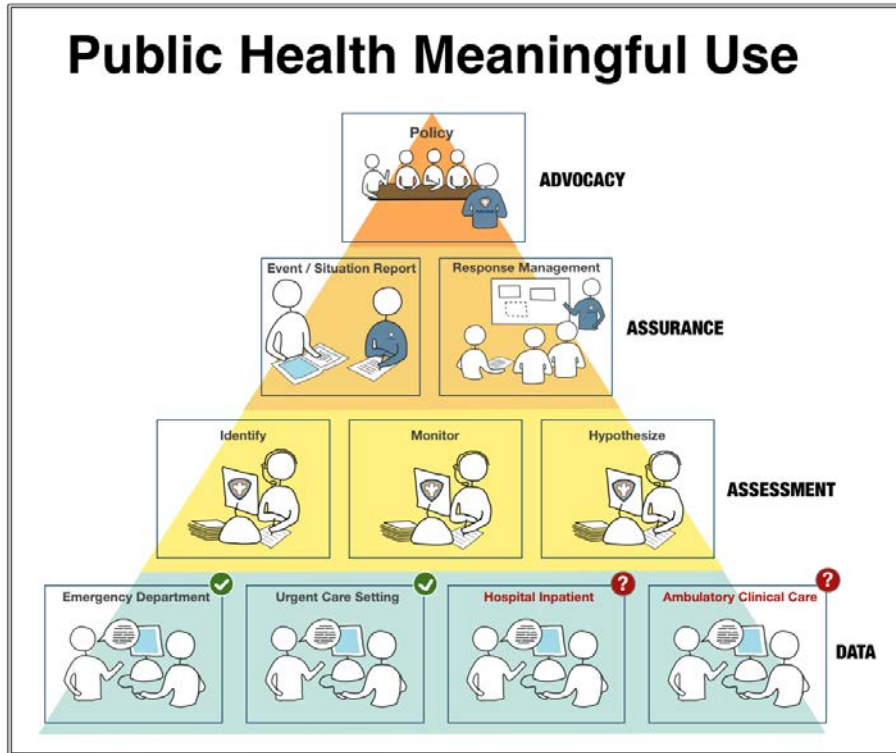 Public Health Meaningful Use
Policy
ADVOCACY
Event / Situation Report
Response Management
ASSURANCE
Identify
Monitor
Hypothesize
ASSESSMENT
Emergency Department
Urgent Care Setting
Hospital Inpatient
?
Ambulatory Clinical Care
?
DATA